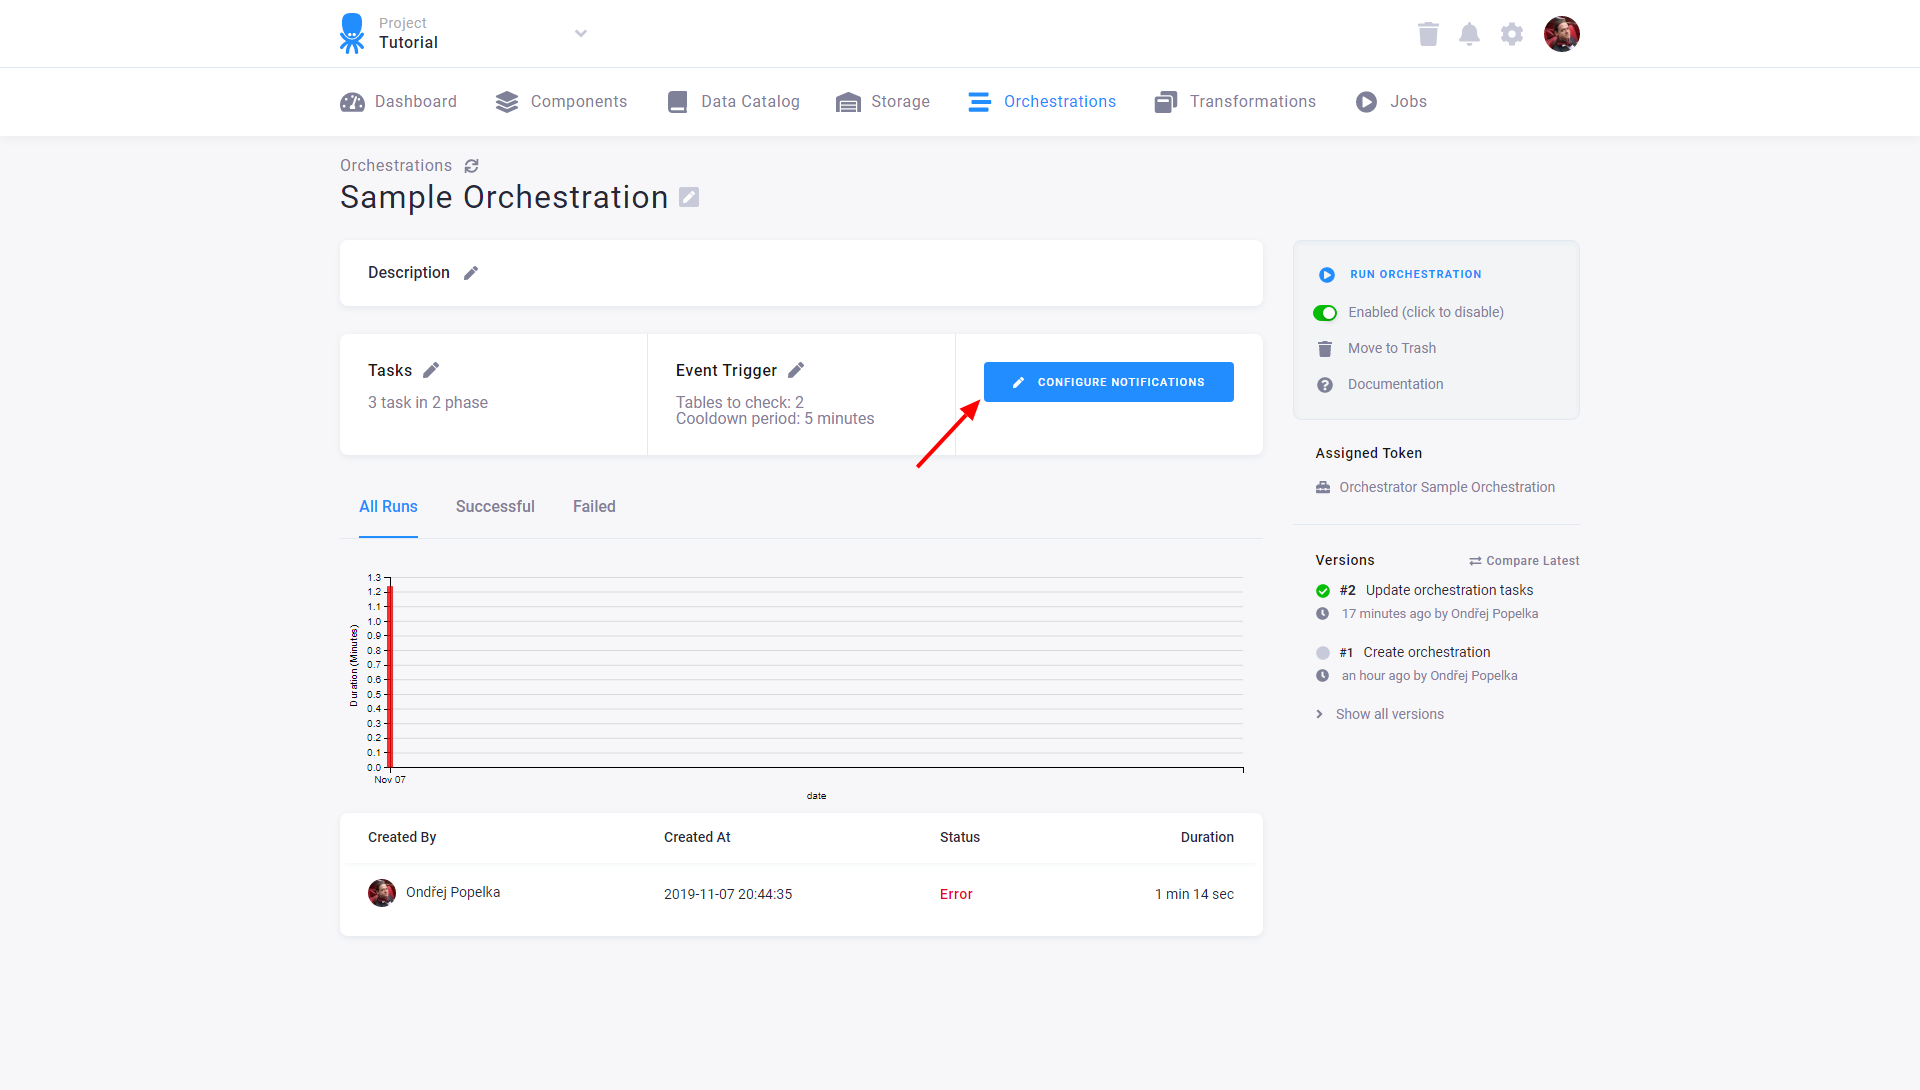 Project
Tutorial
Dashboard
Components
Data Catalog
Storage
Orchestrations
Transformations
Jobs
Orchestrations
Sample Orchestration
Description
Tasks
3 task in 2 phase
Event Trigger
Tables to check: 2
Cooldown period: 5 minutes
CONFIGURE NOTIFICATIONS
All Runs
Successful
Failed
1.3
1.2
1.1
1.0
0.9
0.8
0.7
0.6
0.5
0.4
0.3
0.2
0.1
0.0
Duration (Minutes)
Nov 07
date
Created By
Created At
Status
Duration
Ondřej Popelka
2019-11-07 20:44:35
Error
1 min 14 sec
RUN ORCHESTRATION
Enabled (click to disable)
Move to Trash
Documentation
Assigned Token
Orchestrator Sample Orchestration
Versions
Compare Latest
#2 Update orchestration tasks
17 minutes ago by Ondřej Popelka
#1 Create orchestration
an hour ago by Ondřej Popelka
Show all versions